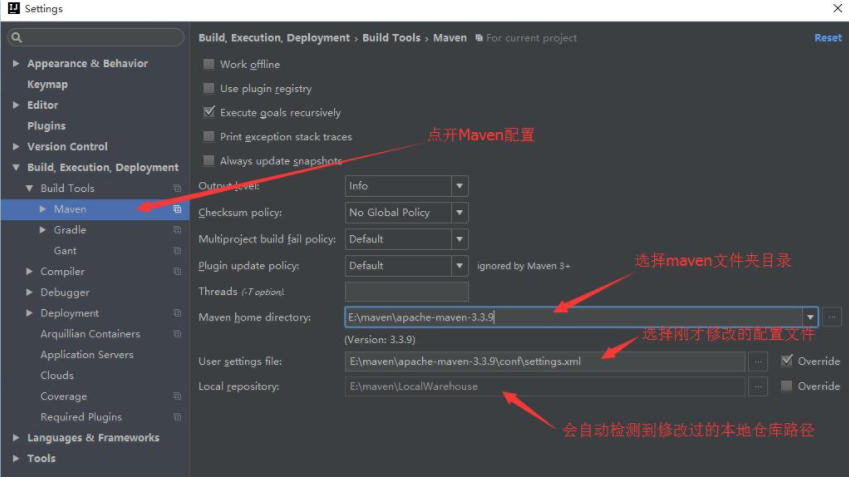 Settings
Build, Execution, Deployment › Build Tools › Maven For current project Reset
Appearance & Behavior
Keymap
Editor
Plugins
Version Control
Build, Execution, Deployment
Build Tools
Maven
Gradle
Gant
Compiler
Debugger
Deployment
Arquillian Containers
Application Servers
Clouds
Coverage
Required Plugins
Languages & Frameworks
Tools
Work offline
Use plugin registry
Execute goals recursively
Print exception stack traces
点开Maven配置
Always update snapshots
Output level: Info
Checksum policy: No Global Policy
Multiproject build fail policy: Default
Plugin update policy: Default ignored by Maven 3+
选择maven文件夹目录
Threads (-T option):
Maven home directory: E:\maven\apache-maven-3.3.9 ...
(Version: 3.3.9)
选择刚才修改的配置文件
User settings file: E:\maven\apache-maven-3.3.9\conf\settings.xml ... Override
Local repository: E:\maven\LocalWarehouse ... Override
会自动检测到修改过的本地仓库路径